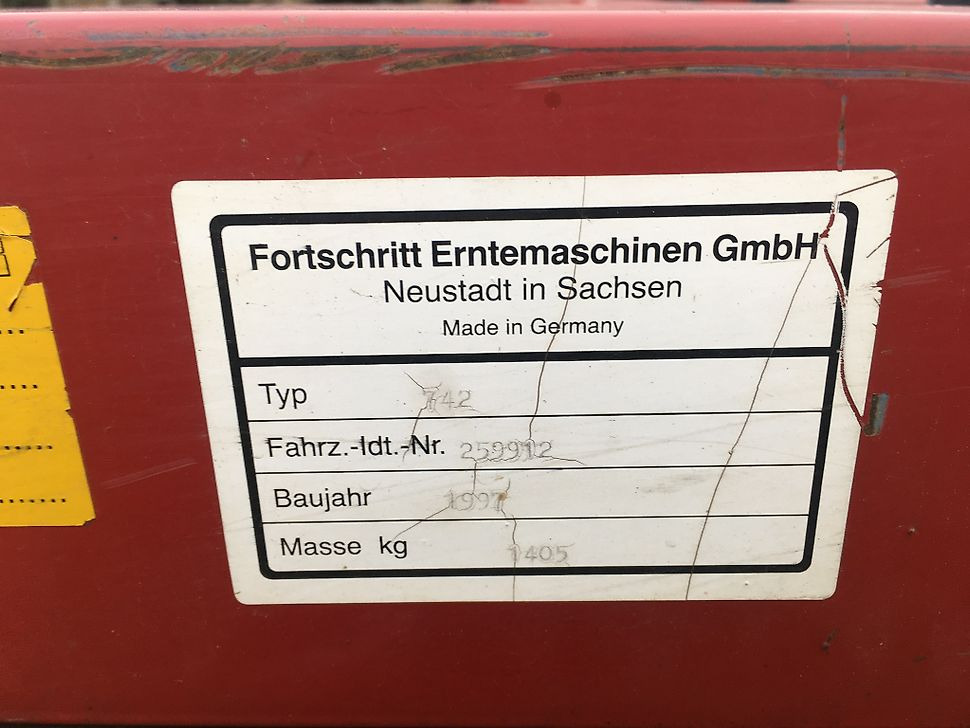 Fortschritt Erntemaschinen GmbH
Neustadt in Sachsen
Made in Germany
Typ 742
Fahrz.-Idt.-Nr. 259912
Baujahr 1997
Masse kg 1405